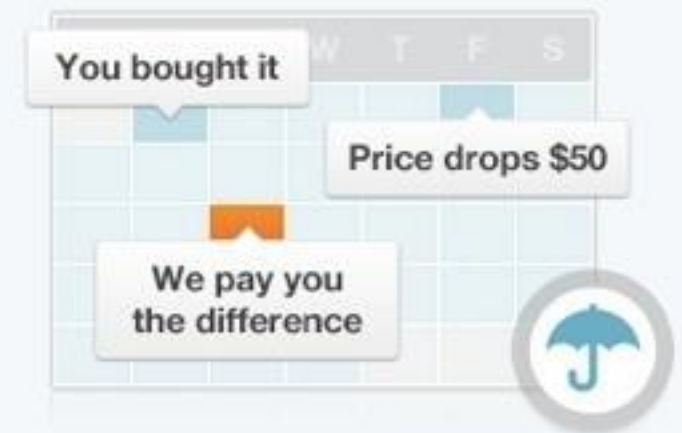 You bought it
W T F S
Price drops $50
We pay you
the difference